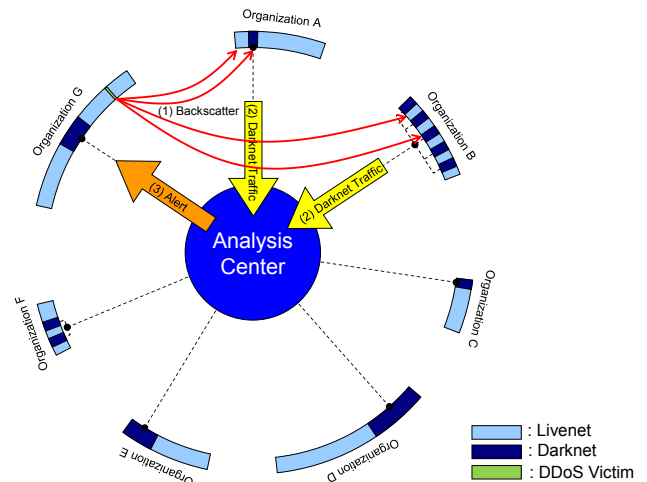 Organization A
Organization G
(1) Backscatter
(2) Darknet Traffic
Organization B
(2) Darknet Traffic
(3) Alert
Analysis
Center
Organization C
Organization F
Organization E
Organization D
: Livenet
: Darknet
: DDoS Victim